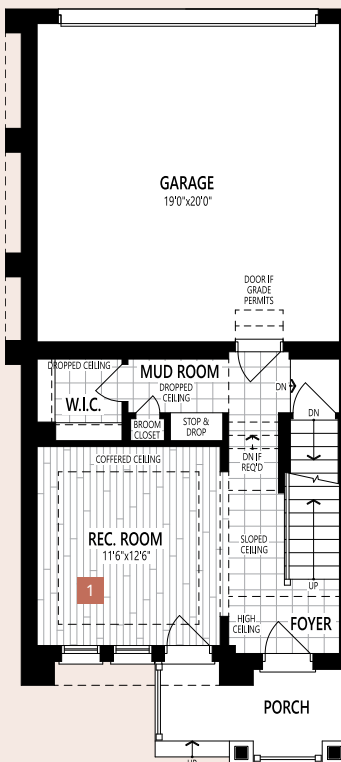 GARAGE
19'0"x20'0"
DOOR IF
GRADE
PERMITS
DROPPED CEILING
MUD ROOM
DROPPED
CEILING
DN
W.I.C.
BROOM
CLOSET
STOP &
DROP
DN
DN IF
REQ'D
COFFERED CEILING
REC. ROOM
11'6"x12'6"
SLOPED
CEILING
1
UP
HIGH
CEILING
FOYER
PORCH
UP